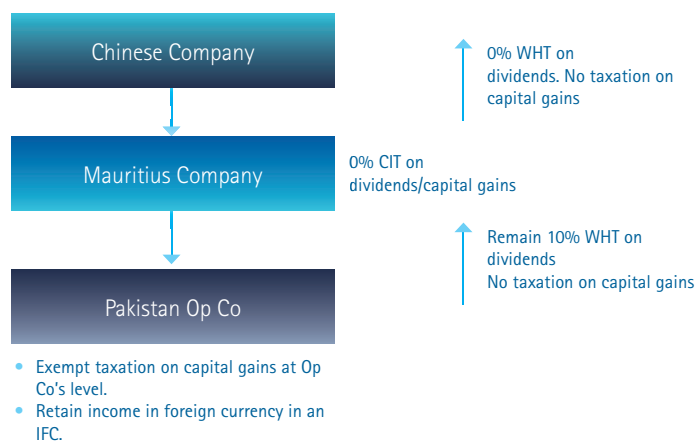 Chinese Company
0% WHT on
dividends. No taxation on
capital gains
Mauritius Company
0% CIT on
dividends/capital gains
Remain 10% WHT on
dividends
No taxation on capital gains
Pakistan Op Co
• Exempt taxation on capital gains at Op
Co's level.
• Retain income in foreign currency in an
IFC.